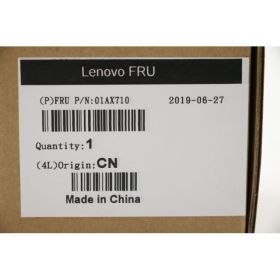 Lenovo FRU
(P)FRU P/N:01AX710 2019-06-27
Quantity:1
(4L)Origin:CN
Made in China